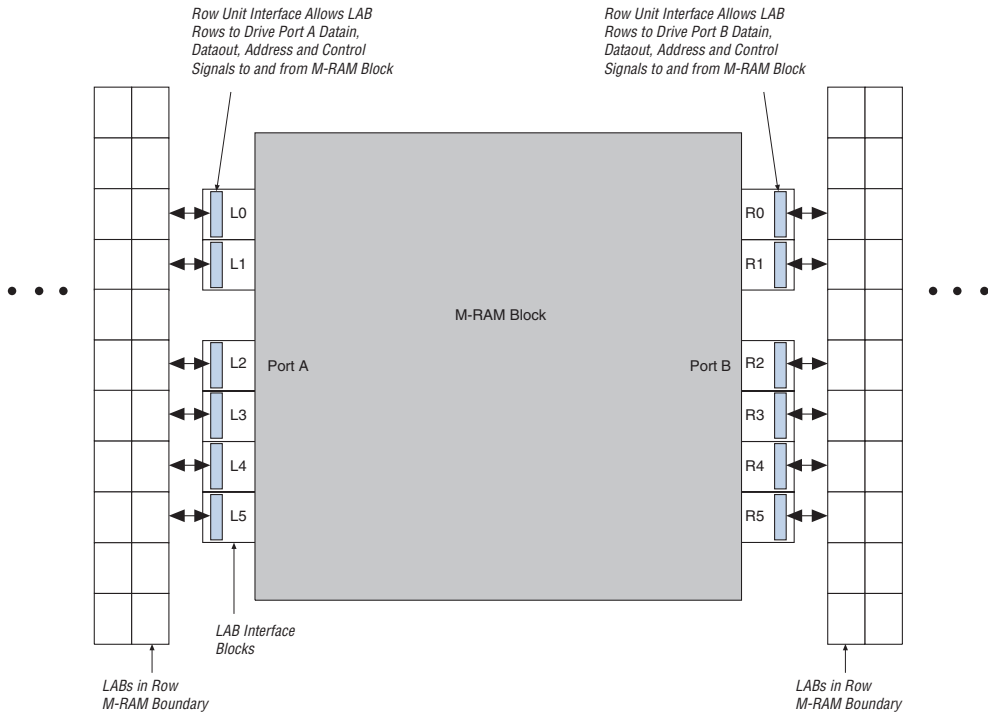 Row Unit Interface Allows LAB
Rows to Drive Port A Datain,
Dataout, Address and Control
Signals to and from M-RAM Block
Row Unit Interface Allows LAB
Rows to Drive Port B Datain,
Dataout, Address and Control
Signals to and from M-RAM Block
L0
R0
L1
R1
M-RAM Block
L2
Port A
Port B
R2
L3
R3
L4
R4
L5
R5
LAB Interface
Blocks
LABs in Row
M-RAM Boundary
LABs in Row
M-RAM Boundary